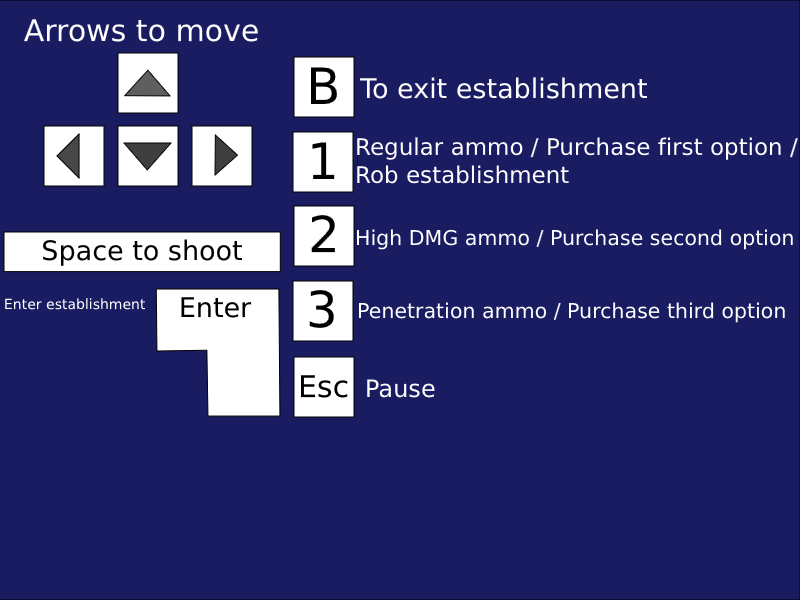 Arrows to move
B
To exit establishment
1
Regular ammo / Purchase first option /
Rob establishment
Space to shoot
2
High DMG ammo / Purchase second option
Enter establishment
Enter
3
Penetration ammo / Purchase third option
Esc
Pause